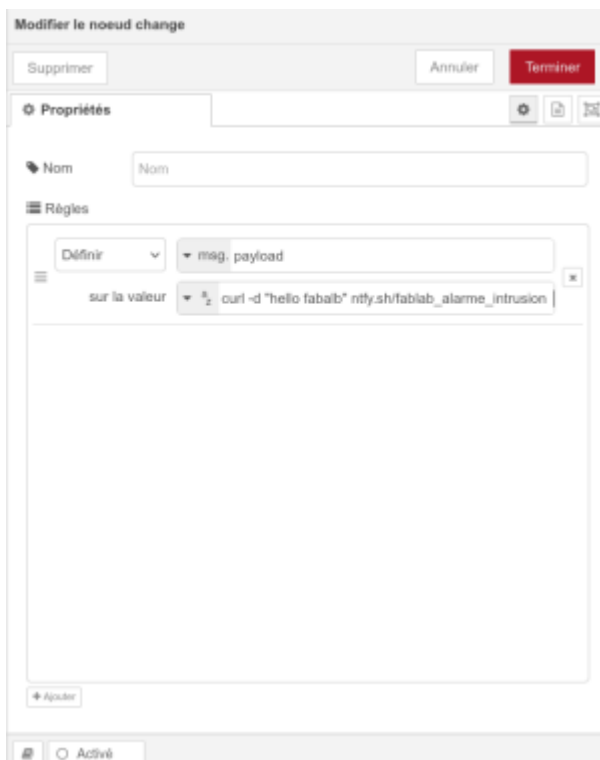 Modifier le noeud change
Supprimer
Annuler
Terminer
Propriétés
Nom
Nom
Règles
Définir
msg. payload
sur la valeur
a
z
curl -d "hello fabalb" ntfy.sh/fablab_alarme_intrusion
Ajouter
Activé